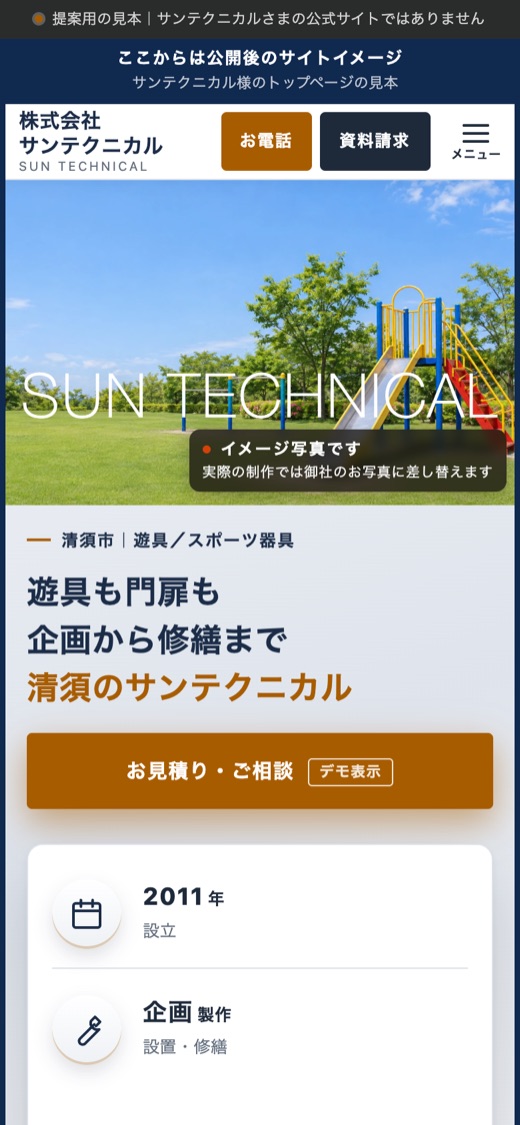 提案用の見本｜サンテクニカルさまの公式サイトではありません
ここからは公開後のサイトイメージ
サンテクニカル様のトップページの見本
株式会社
サンテクニカル
SUN TECHNICAL
お電話
資料請求
メニュー
SUN TECHNICAL
イメージ写真です
実際の制作では御社のお写真に差し替えます
清須市｜遊具／スポーツ器具
遊具も門扉も
企画から修繕まで
清須のサンテクニカル
お見積り・ご相談 デモ表示
2011年
設立
企画 製作
設置・修繕